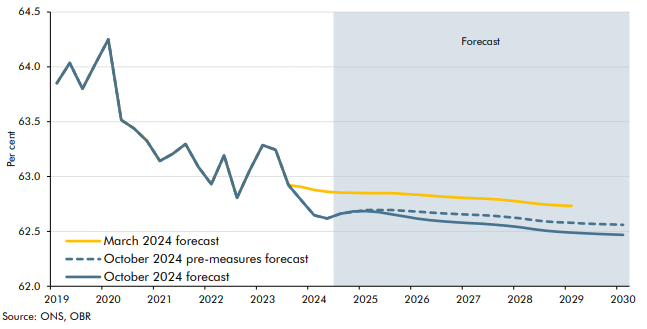 64.5
Forecast
64.0
63.5
Per cent
63.0
62.5
March 2024 forecast
October 2024 pre-measures forecast
October 2024 forecast
62.0
2019 2020 2021 2022 2023 2024 2025 2026 2027 2028 2029 2030
Source: ONS, OBR